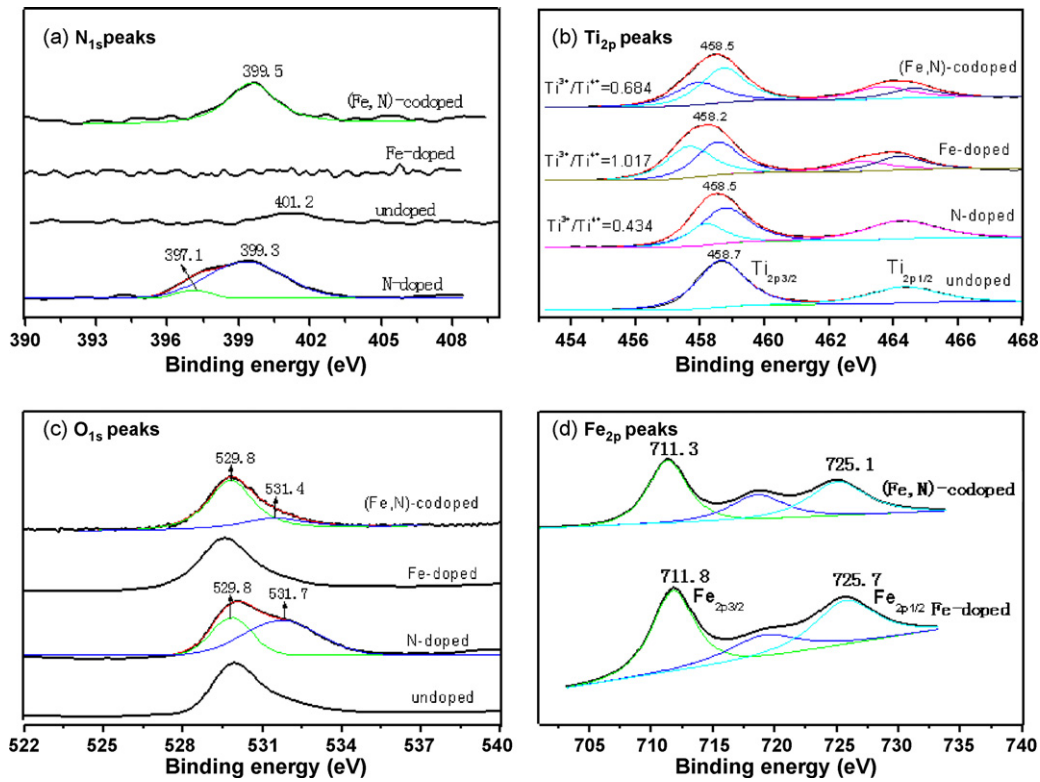 (a) N1s peaks
399.5
(Fe, N)-codoped
Fe-doped
401.2
undoped
397.1
399.3
N-doped
390 393 396 399 402 405 408
Binding energy (eV)
(b) Ti2p peaks
458.5
(Fe,N)-codoped
Ti3+/Ti4+=0.684
458.2
Fe-doped
Ti3+/Ti4+=1.017
458.5
N-doped
Ti3+/Ti4+=0.434
458.7
Ti2p3/2
Ti2p1/2
undoped
454 456 458 460 462 464 466 468
Binding energy (eV)
(c) O1s peaks
529.8
531.4
(Fe,N)-codoped
Fe-doped
529.8
531.7
N-doped
undoped
522 525 528 531 534 537 540
Binding energy (eV)
(d) Fe2p peaks
711.3
725.1
(Fe,N)-codoped
711.8
725.7
Fe2p3/2
Fe2p1/2 Fe-doped
705 710 715 720 725 730 735 740
Binding energy (eV)